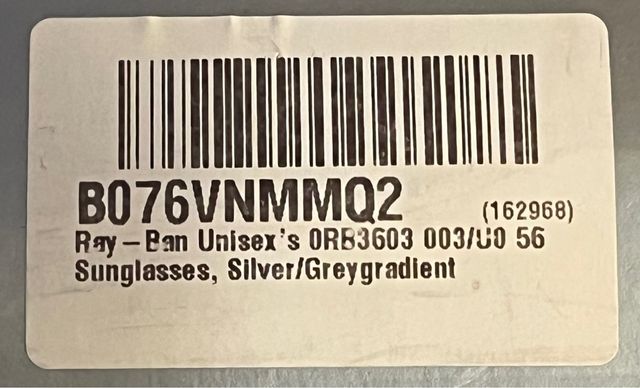 B076VNMMQ2
(162968)
Ray-Ban Unisex's 0RB3603 003/U0 56
Sunglasses, Silver/Greygradient